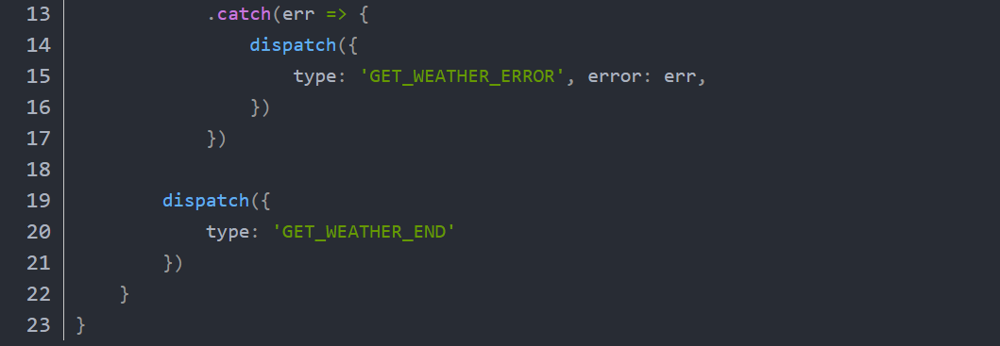 13            .catch(err => {
14                dispatch({
15                    type: 'GET_WEATHER_ERROR', error: err,
16                })
17            })
18
19        dispatch({
20            type: 'GET_WEATHER_END'
21        })
22    }
23 }